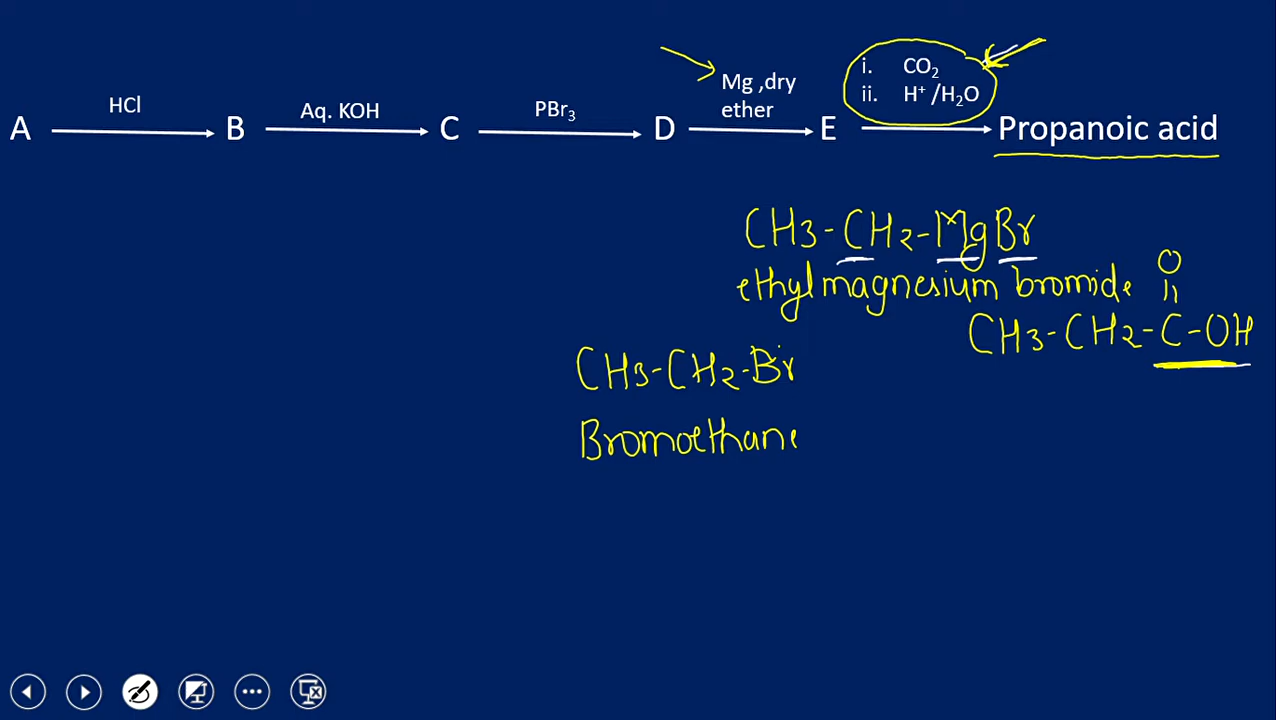 HCl
Aq. KOH
PBr₃
Mg ,dry
ether
i. CO₂
ii. H⁺ /H₂O
A B C D E Propanoic acid
CH3-CH2-MgBr
ethylmagnesium bromide
O
||
CH3-CH2-C-OH
CH3-CH2-Br
Bromoethane